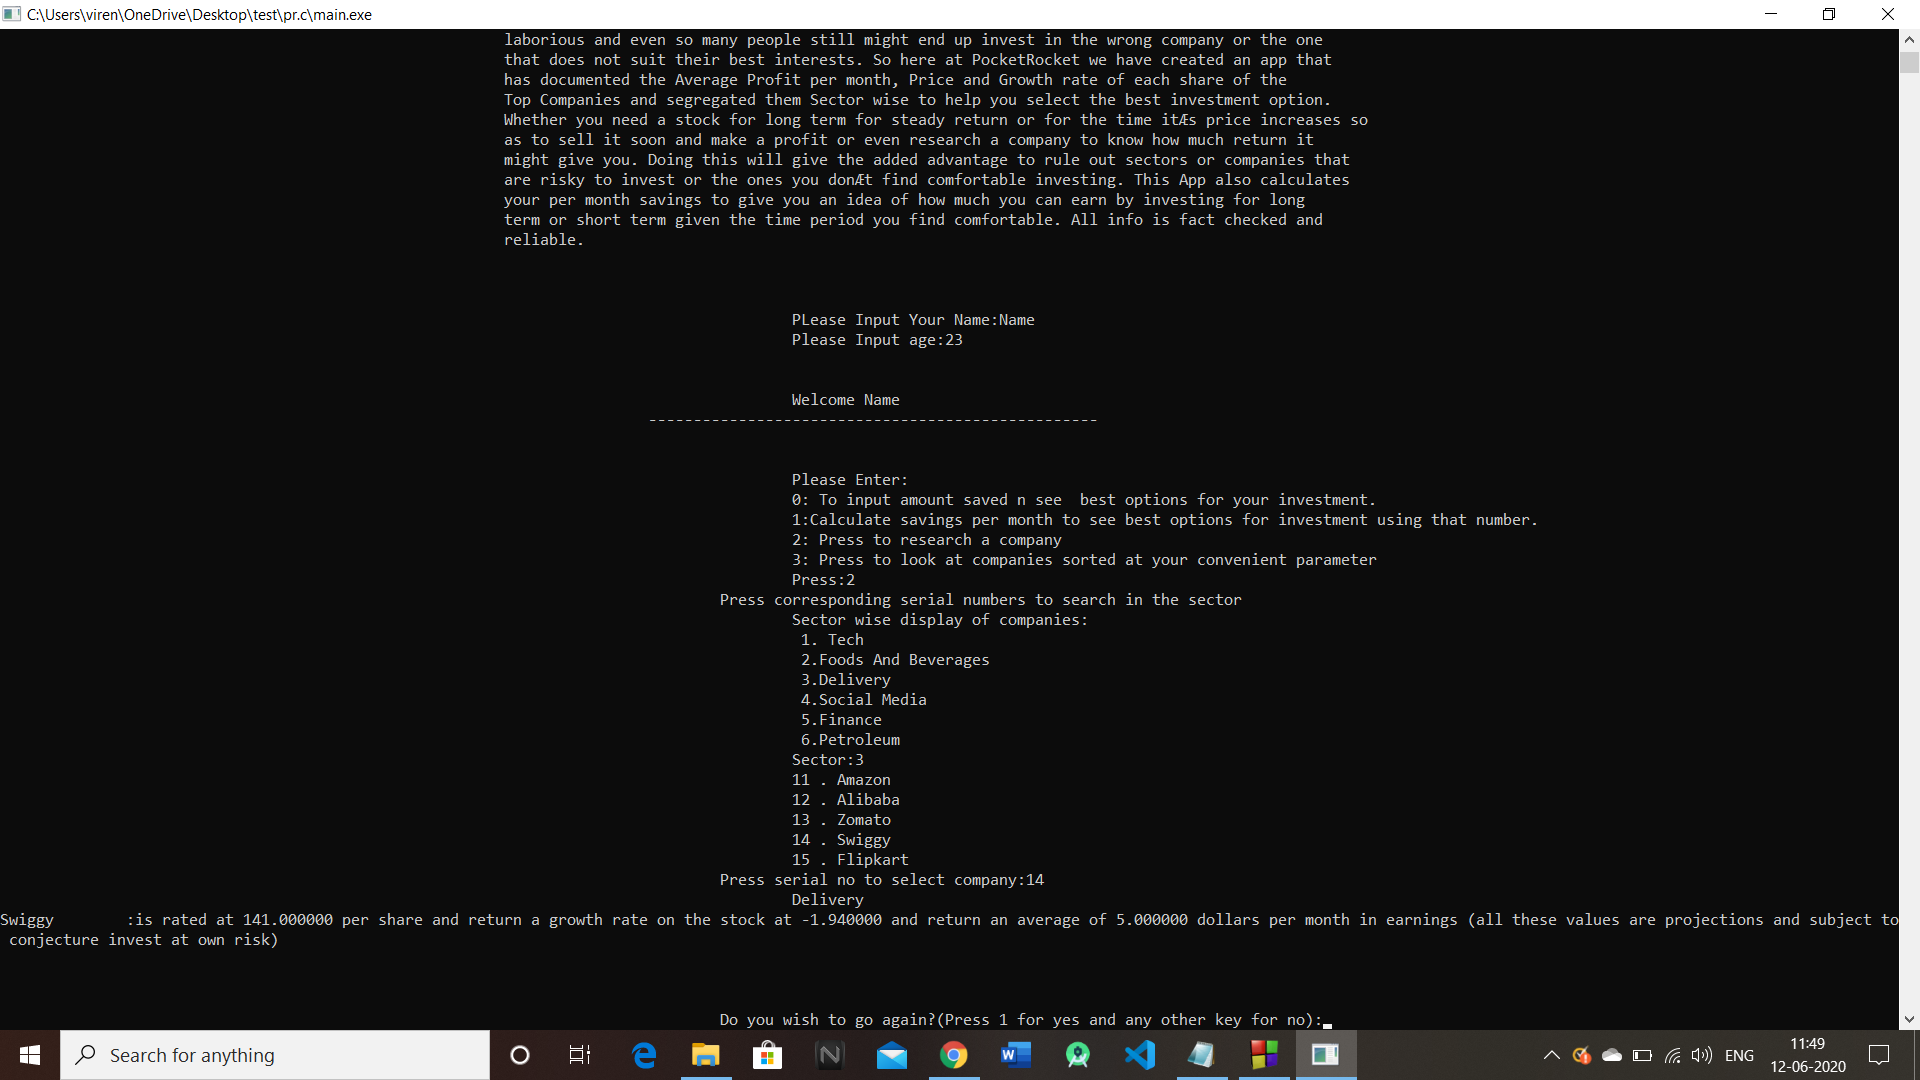 C:\Users\viren\OneDrive\Desktop\test\pr.c\main.exe
laborious and even so many people still might end up invest in the wrong company or the one
that does not suit their best interests. So here at PocketRocket we have created an app that
has documented the Average Profit per month, Price and Growth rate of each share of the
Top Companies and segregated them Sector wise to help you select the best investment option.
Whether you need a stock for long term for steady return or for the time itÆs price increases so
as to sell it soon and make a profit or even research a company to know how much return it
might give you. Doing this will give the added advantage to rule out sectors or companies that
are risky to invest or the ones you donÆt find comfortable investing. This App also calculates
your per month savings to give you an idea of how much you can earn by investing for long
term or short term given the time period you find comfortable. All info is fact checked and
reliable.
PLease Input Your Name:Name
Please Input age:23
Welcome Name
--------------------------------------------------
Please Enter:
0: To input amount saved n see  best options for your investment.
1:Calculate savings per month to see best options for investment using that number.
2: Press to research a company
3: Press to look at companies sorted at your convenient parameter
Press:2
Press corresponding serial numbers to search in the sector
Sector wise display of companies:
1. Tech
2.Foods And Beverages
3.Delivery
4.Social Media
5.Finance
6.Petroleum
Sector:3
11 . Amazon
12 . Alibaba
13 . Zomato
14 . Swiggy
15 . Flipkart
Press serial no to select company:14
Delivery
Swiggy        :is rated at 141.000000 per share and return a growth rate on the stock at -1.940000 and return an average of 5.000000 dollars per month in earnings (all these values are projections and subject to
conjecture invest at own risk)
Do you wish to go again?(Press 1 for yes and any other key for no):
Search for anything
ENG
11:49
12-06-2020